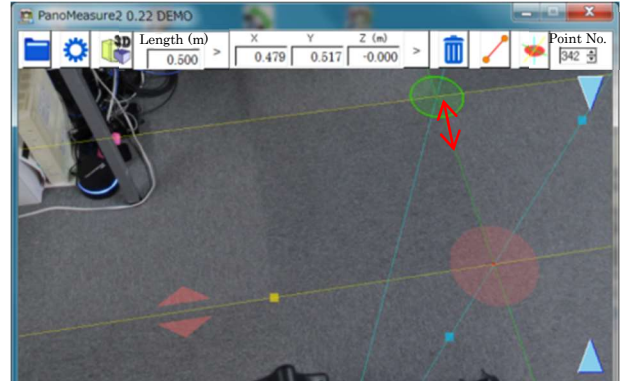 PanoMeasure2 0.22 DEMO
3D
Length (m)
0.500
>
X
0.479
Y
0.517
Z (m)
-0.000
>
Point No.
342